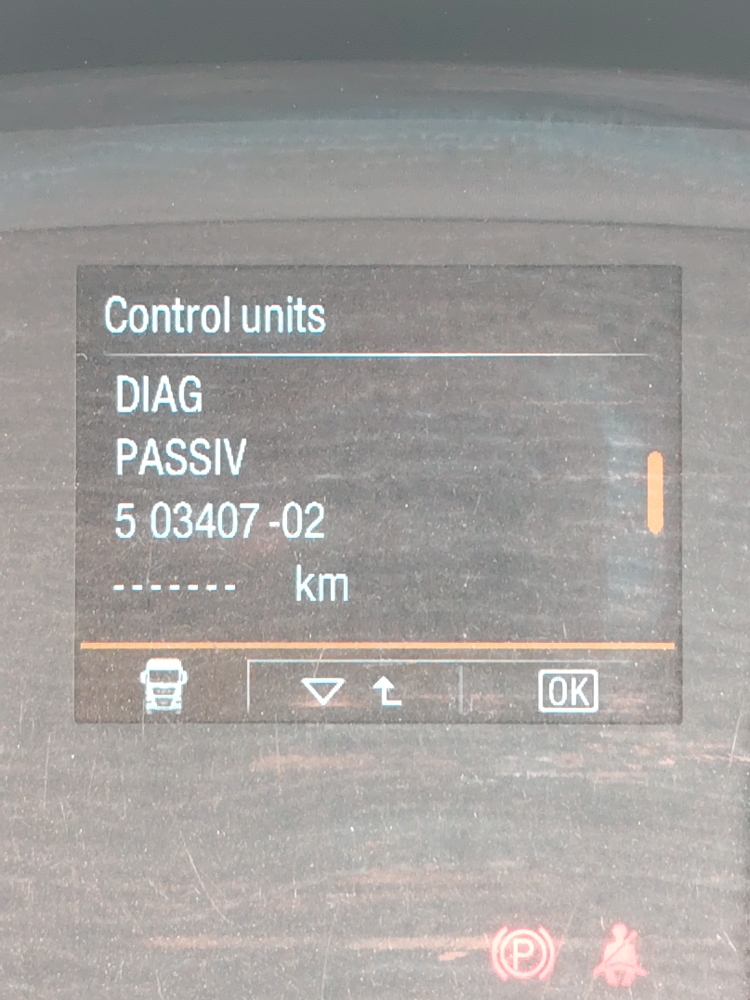 Control units
DIAG
PASSIV
5 03407 -02
------- km
OK
P